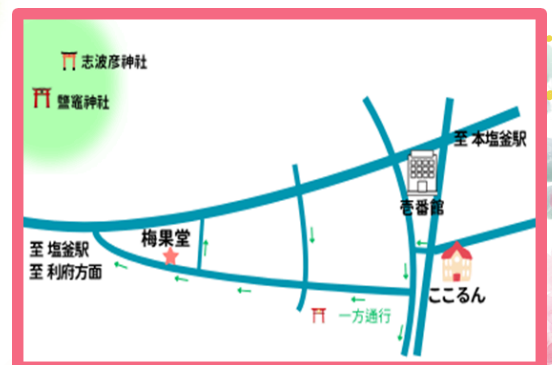 志波彦神社
鹽竈神社
至 本塩釜駅
壱番館
梅果堂
至 塩釜駅
至 利府方面
ここるん
一方通行